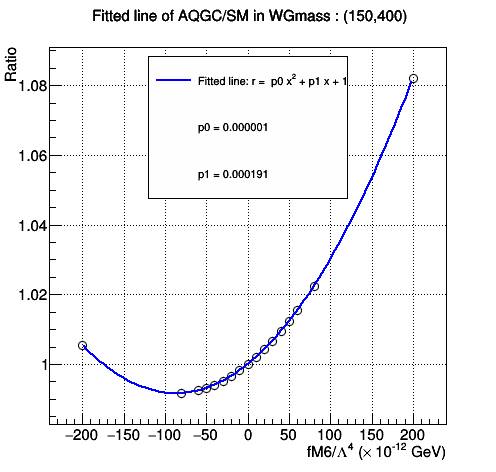 Fitted line of AQGC/SM in WGmass : (150,400)
Ratio
Fitted line: r = p0 x² + p1 x + 1
p0 = 0.000001
p1 = 0.000191
1.08
1.06
1.04
1.02
1
−200 −150 −100 −50 0 50 100 150 200
fM6/Λ⁴ (× 10⁻¹² GeV)